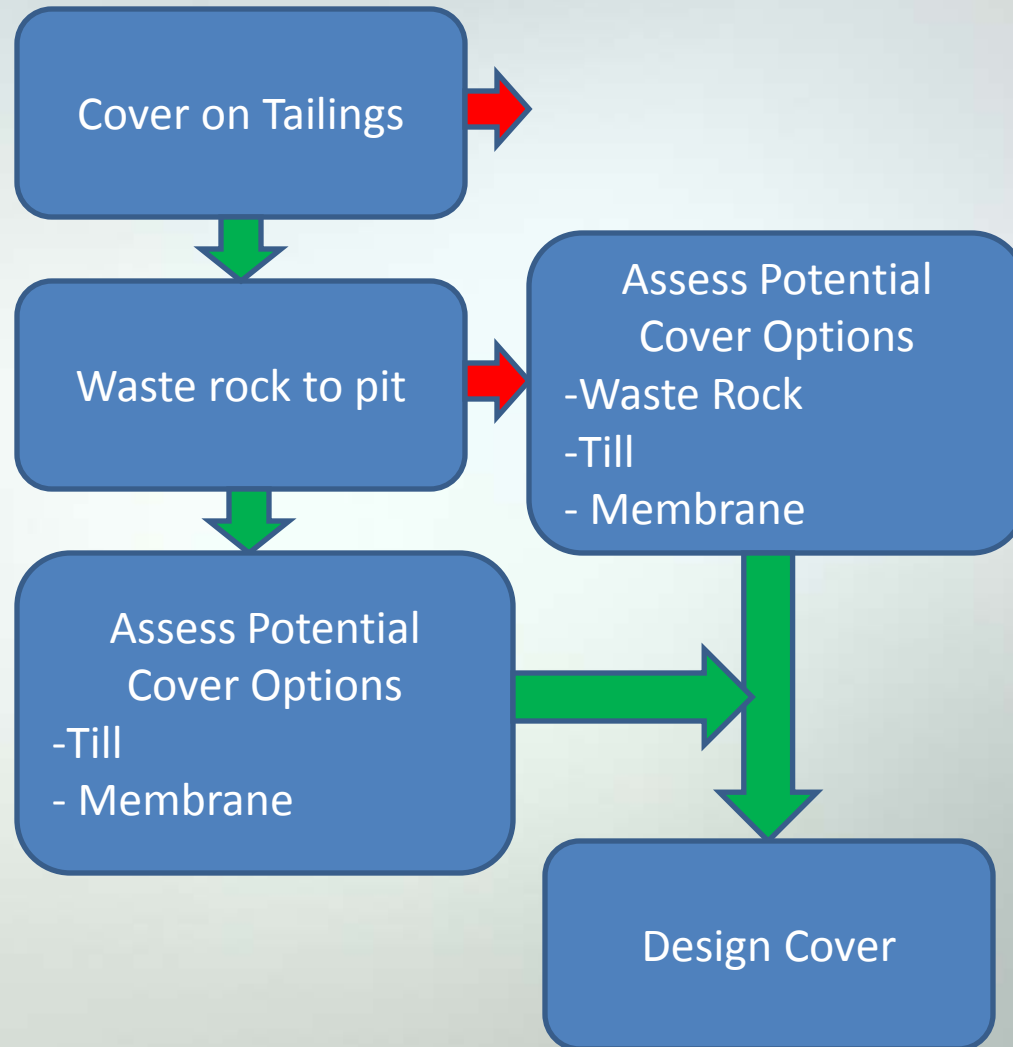 Cover on Tailings
Waste rock to pit
Assess Potential
Cover Options
-Waste Rock
-Till
- Membrane
Assess Potential
Cover Options
-Till
- Membrane
Design Cover